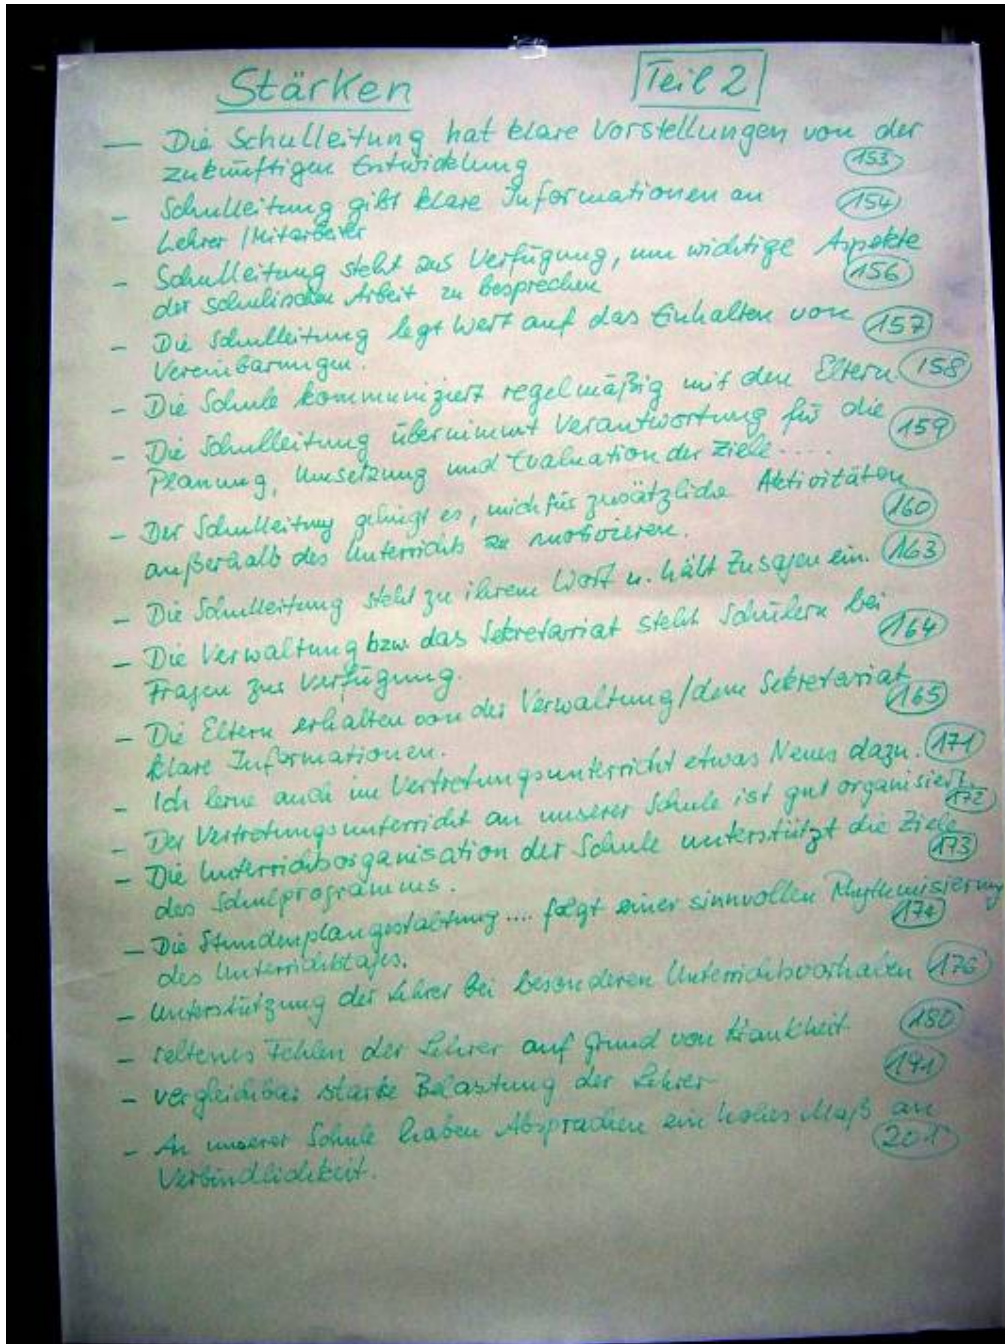 Stärken Teil 2
— Die Schulleitung hat klare Vorstellungen von der
zukünftigen Entwicklung 153
- Schulleitung gibt klare Informationen an 154
Lehrer / Mitarbeiter
- Schulleitung steht zur Verfügung, um wichtige Aspekte
der schulischen Arbeit zu besprechen 156
- Die Schulleitung legt Wert auf das Einhalten von 157
Vereinbarungen.
- Die Schule kommuniziert regelmäßig mit den Eltern. 158
- Die Schulleitung übernimmt Verantwortung für die 159
Planung, Umsetzung und Evaluation der Ziele....
- Der Schulleitung gelingt es, mich für zusätzliche Aktivitäten
außerhalb des Unterrichts zu motivieren. 160
- Die Schulleitung steht zu ihrem Wort u. hält Zusagen ein. 163
- Die Verwaltung bzw. das Sekretariat steht Schülern bei 164
Fragen zur Verfügung.
- Die Eltern erhalten von der Verwaltung/dem Sekretariat 165
klare Informationen.
- Ich lerne auch im Vertretungsunterricht etwas Neues dazu. 171
- Der Vertretungsunterricht an unserer Schule ist gut organisiert. 172
- Die Unterrichtsorganisation der Schule unterstützt die Ziele 173
des Schulprogramms.
- Die Stundenplangestaltung .... folgt einer sinnvollen Rhythmisierung
des Unterrichtstages. 174
- Unterstützung der Lehrer bei besonderen Unterrichtsvorhaben 176
- seltenes Fehlen der Lehrer auf Grund von Krankheit 180
- vergleichbar starke Belastung der Lehrer 191
- An unserer Schule haben Absprachen ein hohes Maß an
Verbindlichkeit. 201